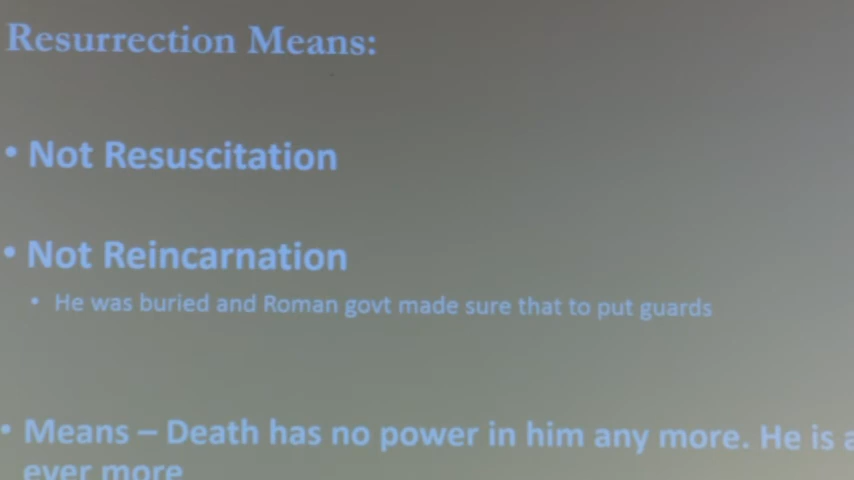 Resurrection Means:
• Not Resuscitation
• Not Reincarnation
• He was buried and Roman govt made sure that to put guards
• Means – Death has no power in him any more. He is
ever more